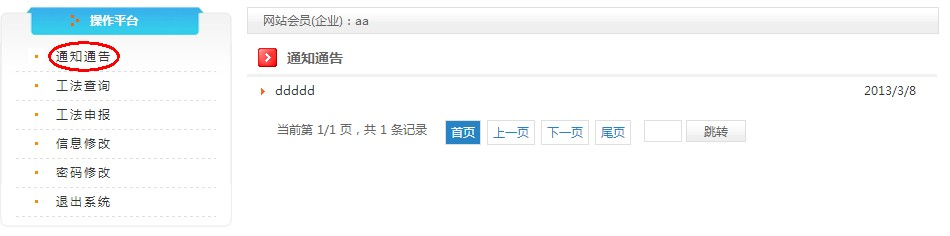 操作平台
通知通告
工法查询
工法申报
信息修改
密码修改
退出系统
网站会员(企业)：aa
通知通告
ddddd 2013/3/8
当前第 1/1 页，共 1 条记录 首页 上一页 下一页 尾页 跳转